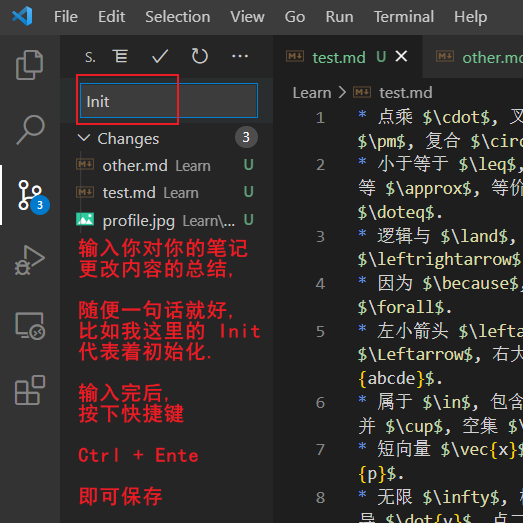 File Edit Selection View Go Run Terminal Help
S.
test.md U
other.md
Init
Learn > test.md
Changes 3
other.md Learn U
test.md Learn U
profile.jpg Learn\... U
3
输入你对你的笔记
更改内容的总结,
随便一句话就好,
比如我这里的 Init
代表着初始化.
输入完后,
按下快捷键
Ctrl + Ente
即可保存
1 * 点乘 $\cdot$, 叉
$\pm$, 复合 $\circ
2 * 小于等于 $\leq$,
等 $\approx$, 等价
$\doteq$.
3 * 逻辑与 $\land$,
$\leftrightarrow$
4 * 因为 $\because$,
$\forall$.
5 * 左小箭头 $\lefta
$\Leftarrow$, 右大
{abcde}$.
6 * 属于 $\in$, 包含
并 $\cup$, 空集 $\
7 * 短向量 $\vec{x}$
{p}$.
8 * 无限 $\infty$,
导 $\dot{y}$, 点二